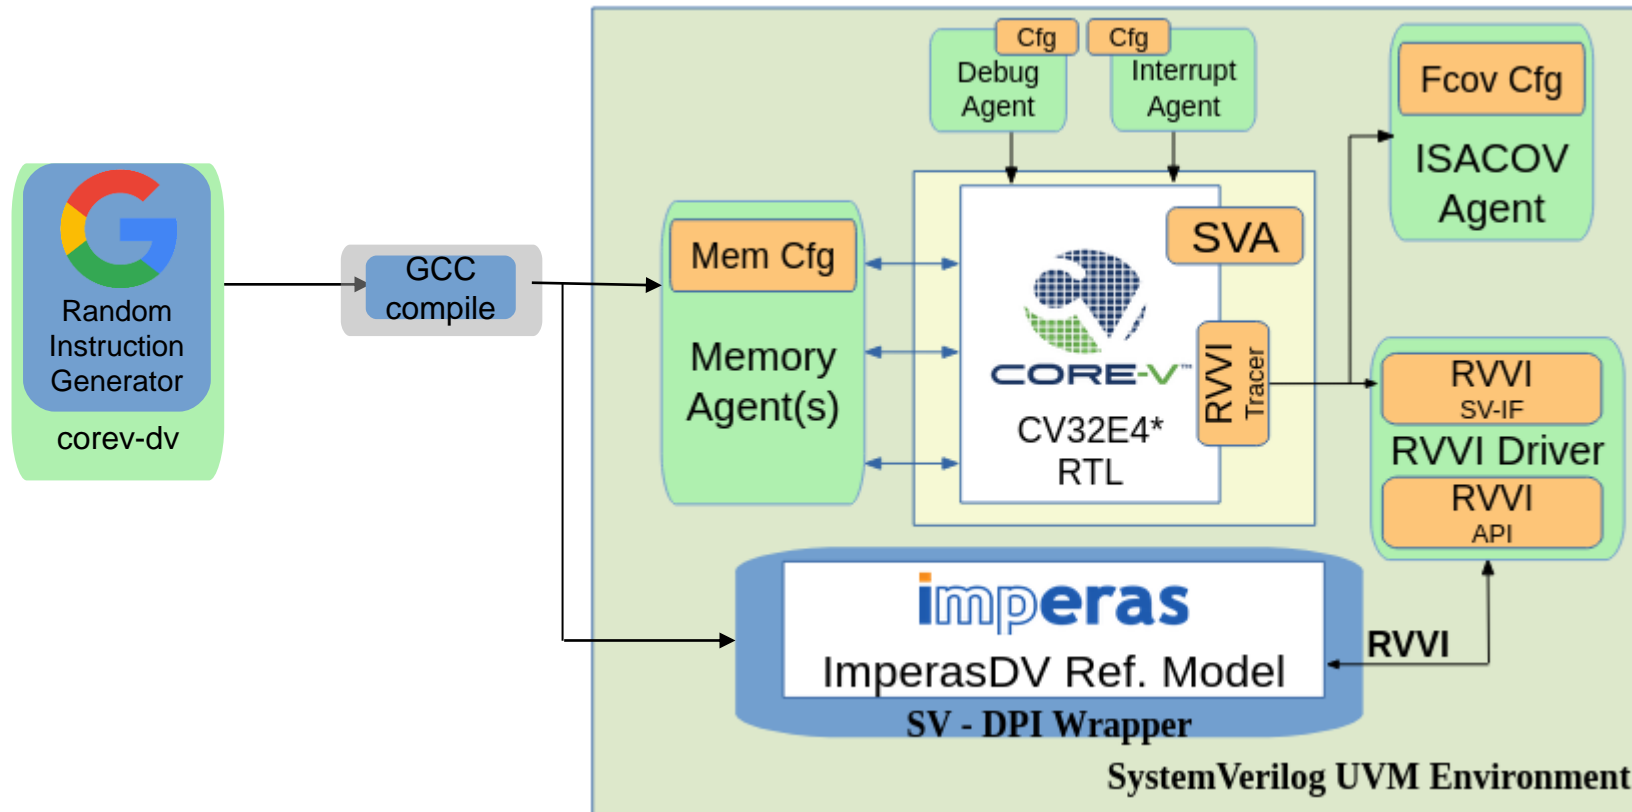 Random
Instruction
Generator
corev-dv
GCC
compile
Cfg
Debug
Agent
Cfg
Interrupt
Agent
Fcov Cfg
ISACOV
Agent
Mem Cfg
Memory
Agent(s)
SVA
CORE-V™
CV32E4*
RTL
RVVI
Tracer
RVVI
SV-IF
RVVI Driver
RVVI
API
imperas
ImperasDV Ref. Model
SV - DPI Wrapper
RVVI
SystemVerilog UVM Environment